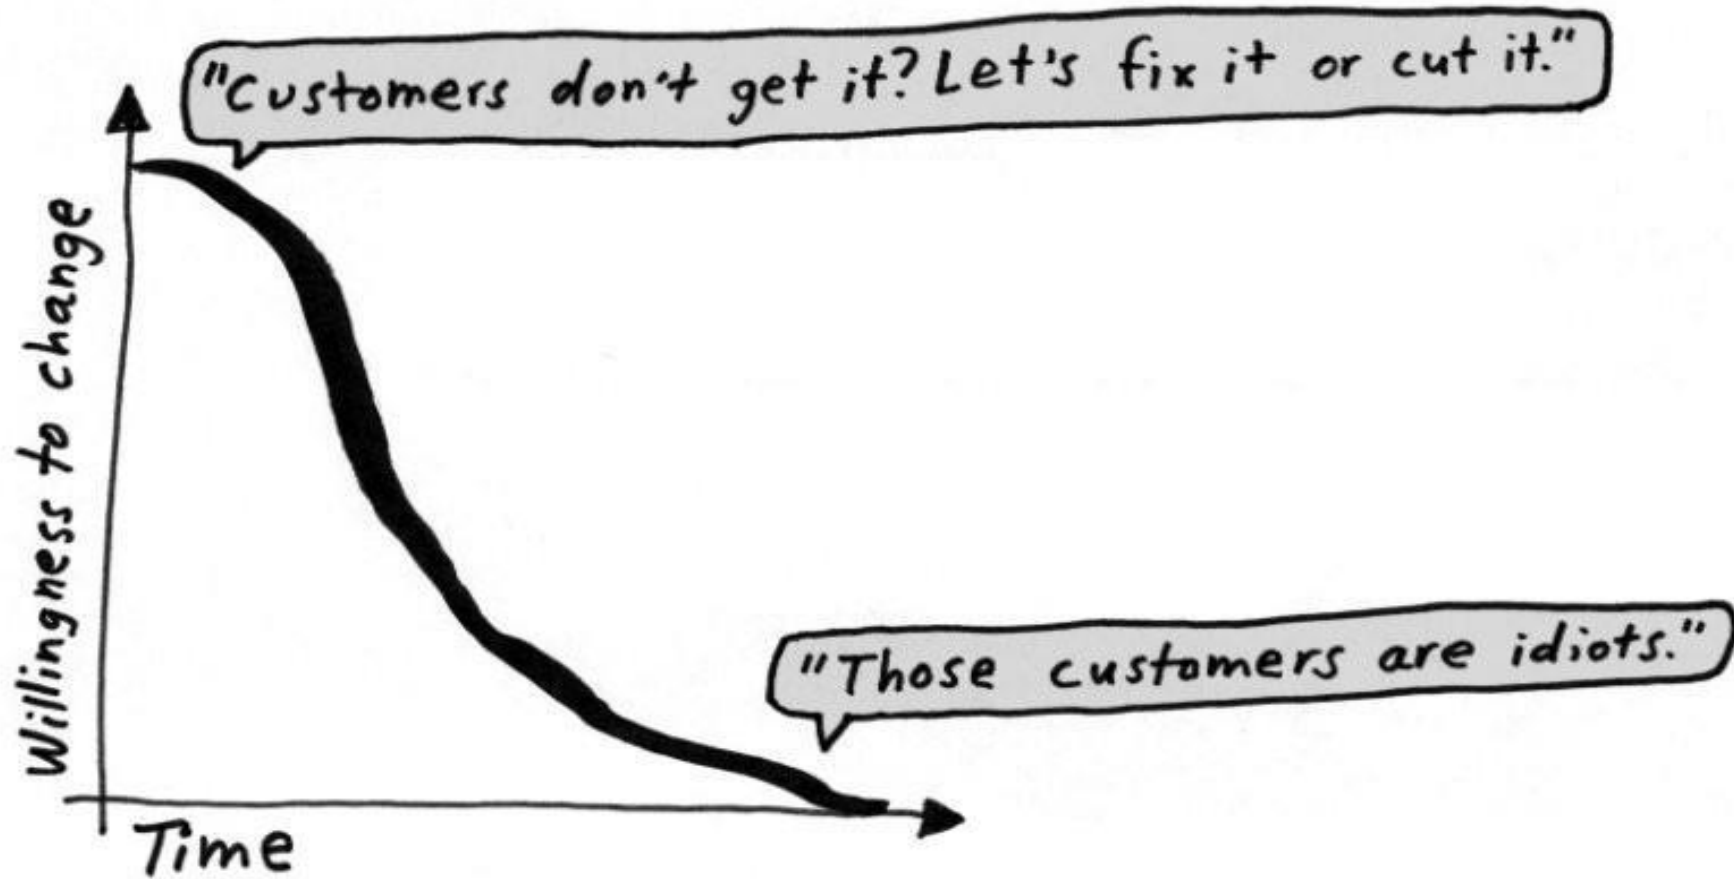 "Customers don't get it? Let's fix it or cut it."
Willingness to change
"Those customers are idiots."
Time